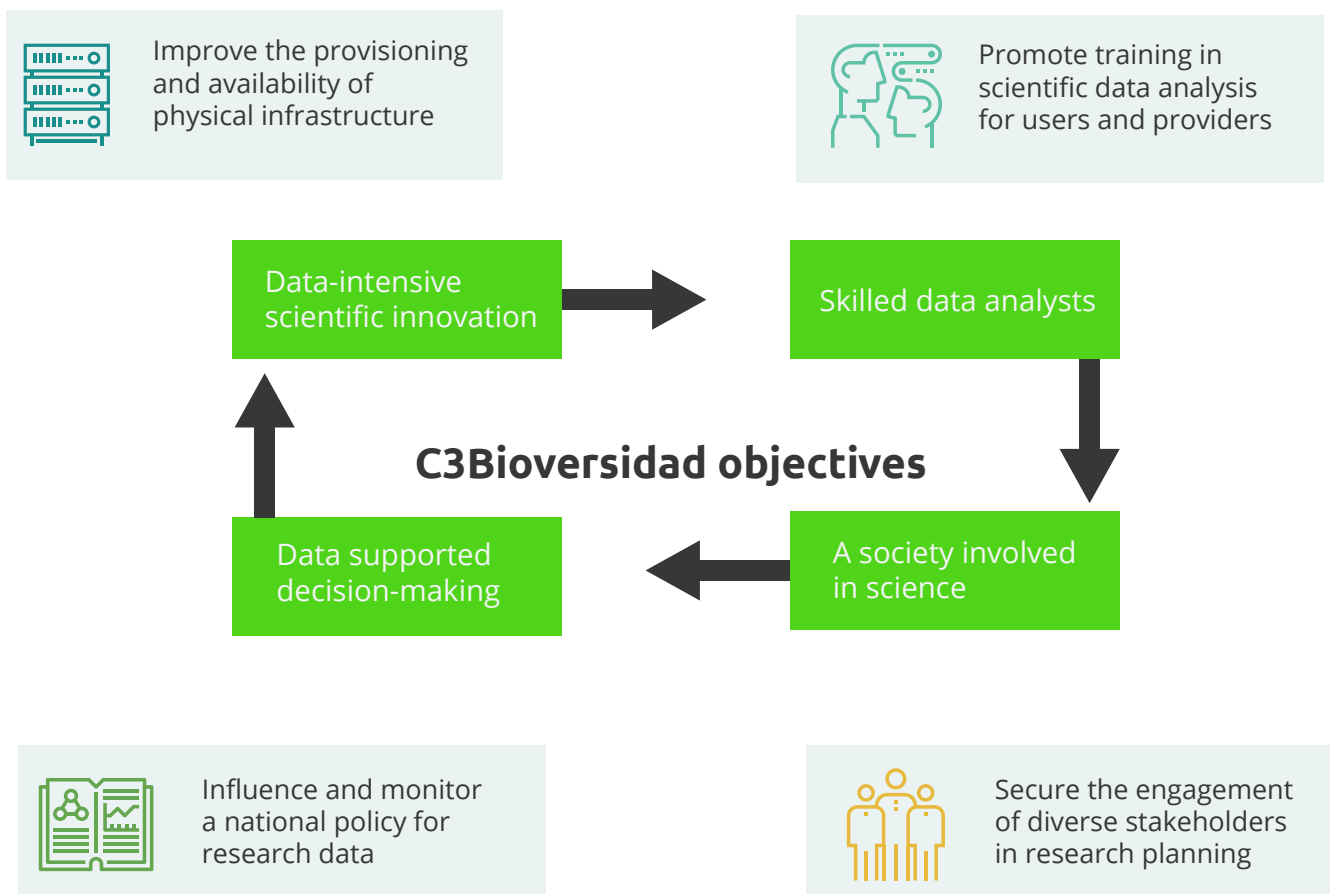 Improve the provisioning
and availability of
physical infrastructure
Promote training in
scientific data analysis
for users and providers
Data-intensive
scientific innovation
Skilled data analysts
C3Bioversidad objectives
Data supported
decision-making
A society involved
in science
Influence and monitor
a national policy for
research data
Secure the engagement
of diverse stakeholders
in research planning